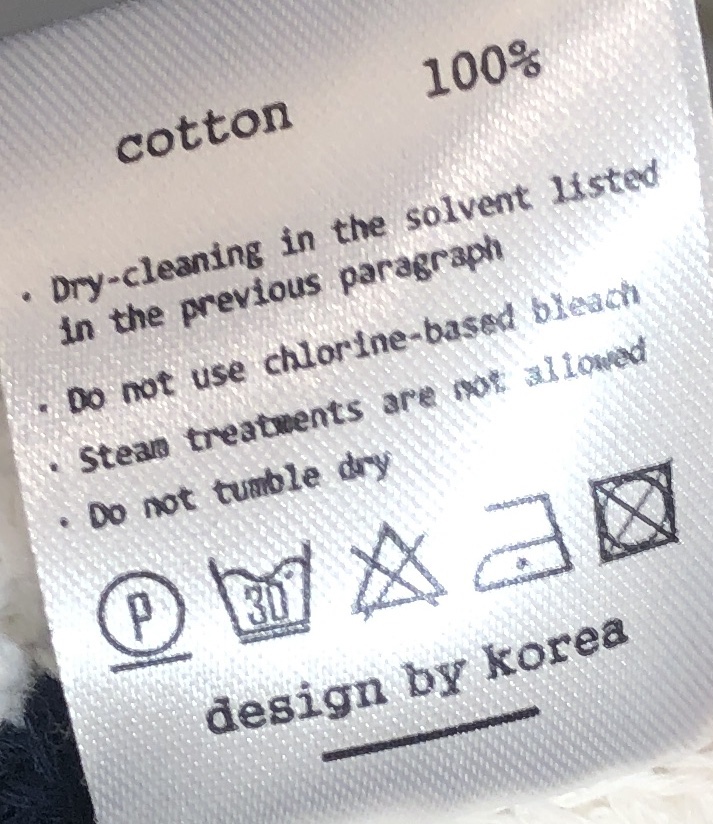 cotton 100%
· Dry-cleaning in the solvent listed
in the previous paragraph
· Do not use chlorine-based bleach
· Steam treatments are not allowed
· Do not tumble dry
P 30°
design by korea